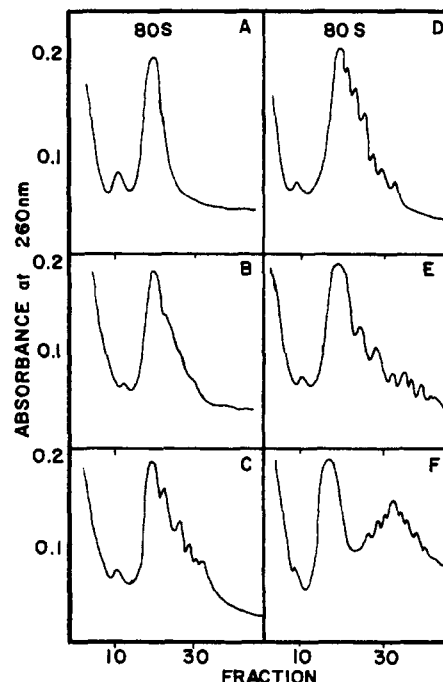 80S A
80S D
0.2
0.1
B
E
0.2
0.1
C
F
0.2
0.1
ABSORBANCE at 260nm
10 30 10 30
FRACTION